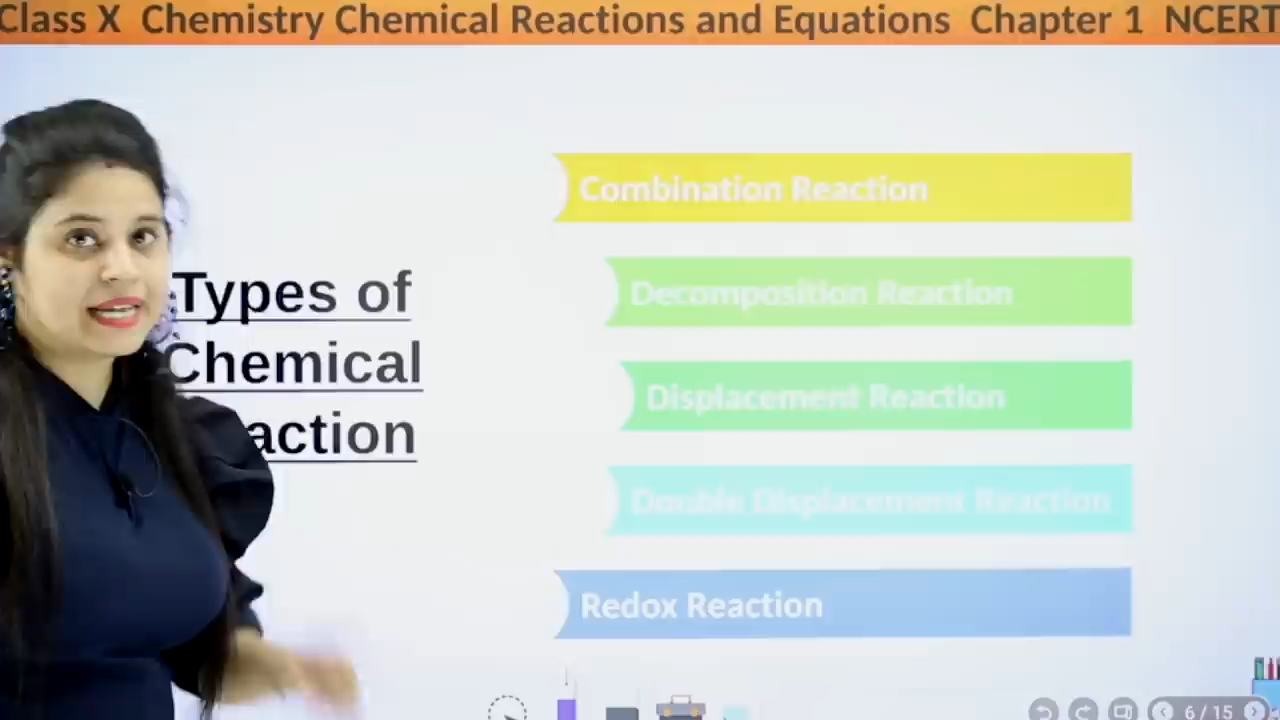 Class X Chemistry Chemical Reactions and Equations Chapter 1 NCERT
Types of
Chemical
action
Combination Reaction
Decomposition Reaction
Displacement Reaction
Double Displacement Reaction
Redox Reaction
6 / 15